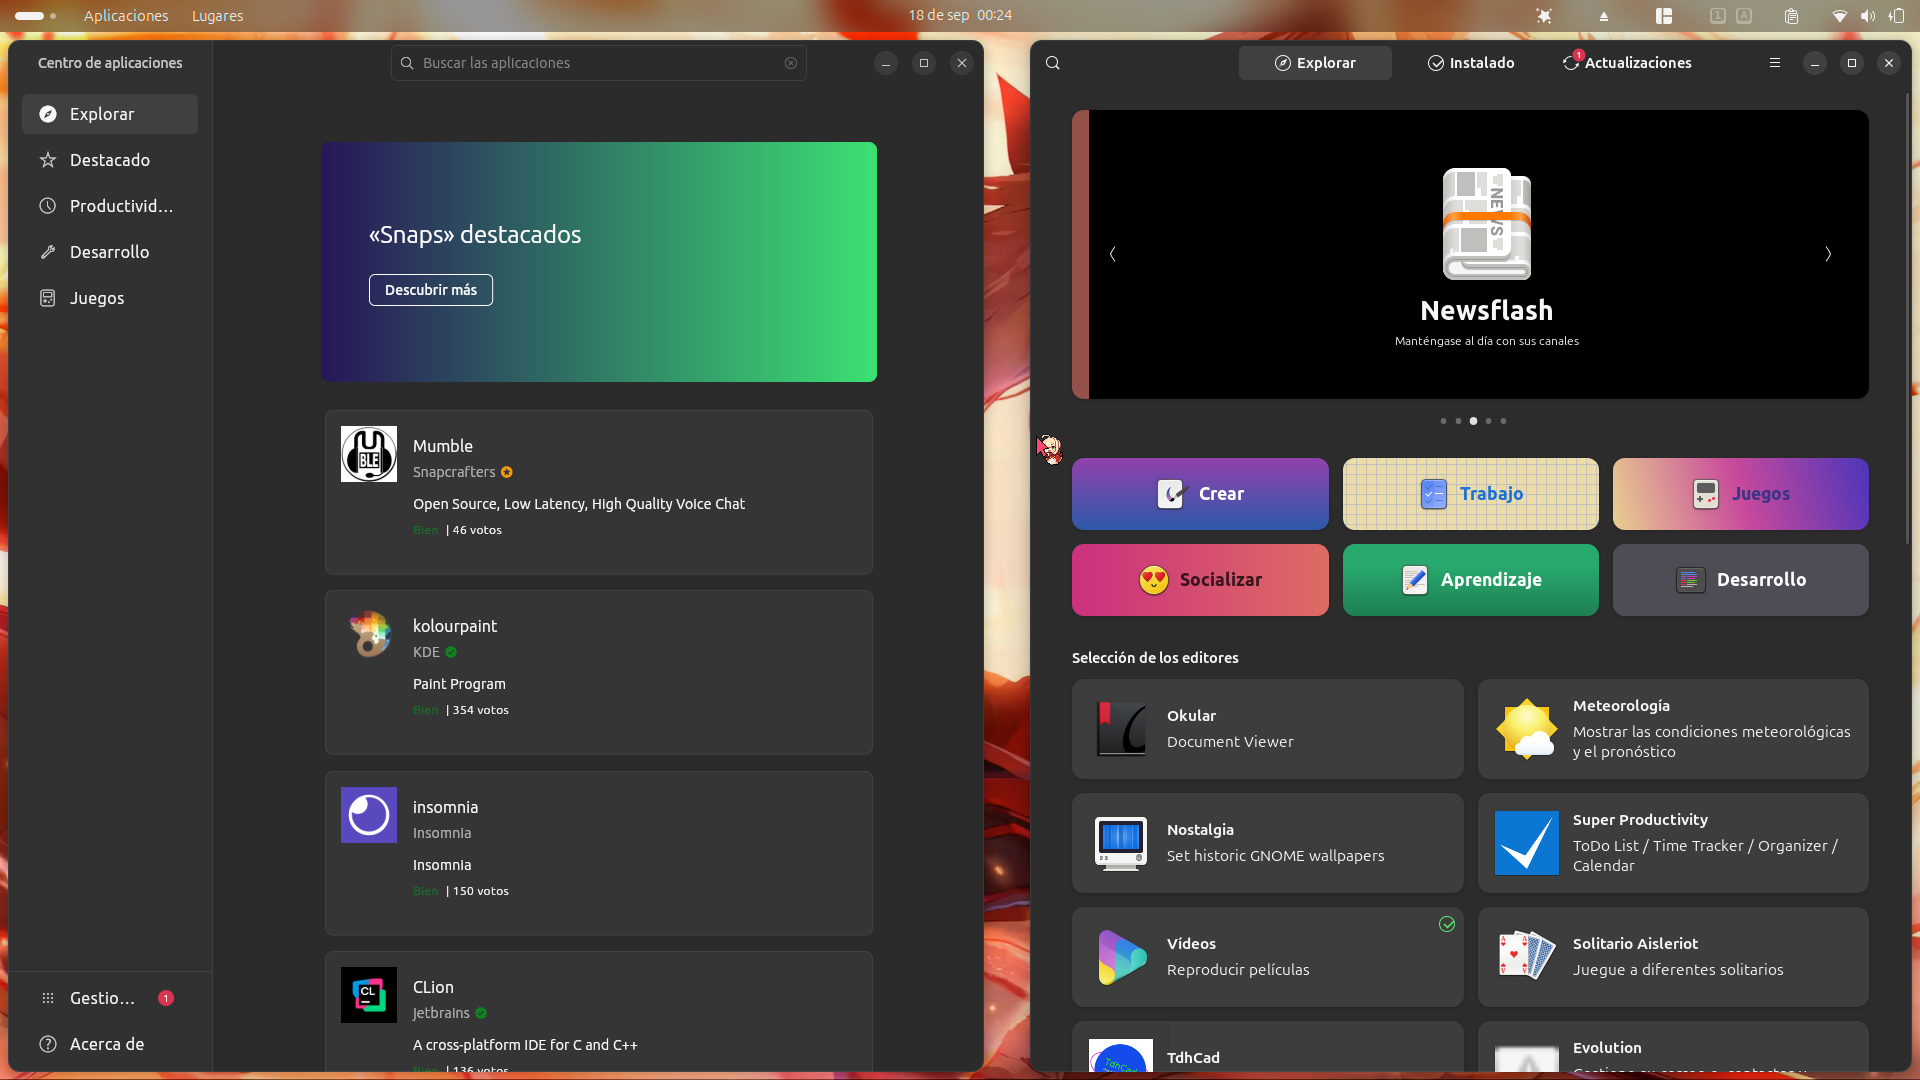 Aplicaciones Lugares 18 de sep 00:24 1 A
Centro de aplicaciones
Buscar las aplicaciones
Explorar
Destacado
Productivid...
Desarrollo
Juegos
«Snaps» destacados
Descubrir más
BLE
Mumble
Snapcrafters
Open Source, Low Latency, High Quality Voice Chat
Bien | 46 votos
kolourpaint
KDE
Paint Program
Bien | 354 votos
insomnia
Insomnia
Insomnia
Bien | 150 votos
CL
CLion
jetbrains
A cross-platform IDE for C and C++
Bien | 136 votos
Gestio... 1
Acerca de
Explorar
Instalado
1
Actualizaciones
NEWS
Newsflash
Manténgase al día con sus canales
Crear
Trabajo
Juegos
Socializar
Aprendizaje
Desarrollo
Selección de los editores
Okular
Document Viewer
Meteorología
Mostrar las condiciones meteorológicas
y el pronóstico
Nostalgia
Set historic GNOME wallpapers
Super Productivity
ToDo List / Time Tracker / Organizer /
Calendar
Vídeos
Reproducir películas
Solitario Aisleriot
Juegue a diferentes solitarios
TdhCad
TdhCad
Evolution